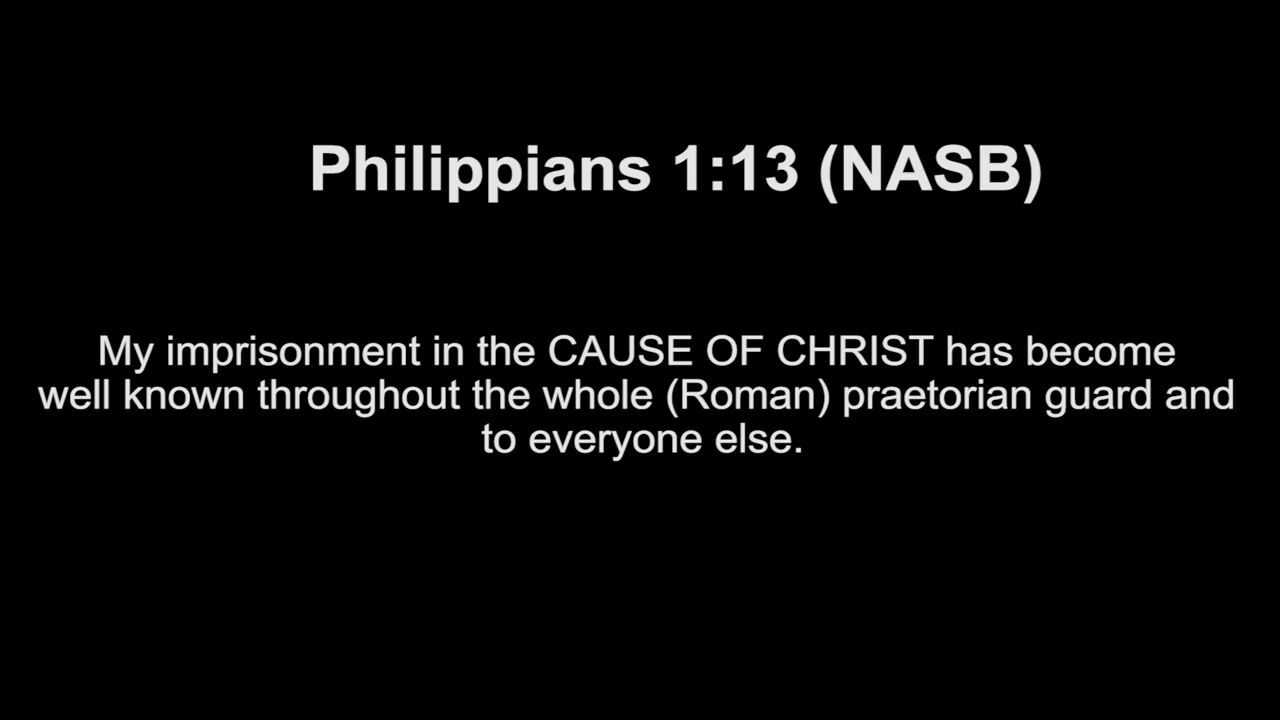 Philippians 1:13 (NASB)
My imprisonment in the CAUSE OF CHRIST has become
well known throughout the whole (Roman) praetorian guard and
to everyone else.